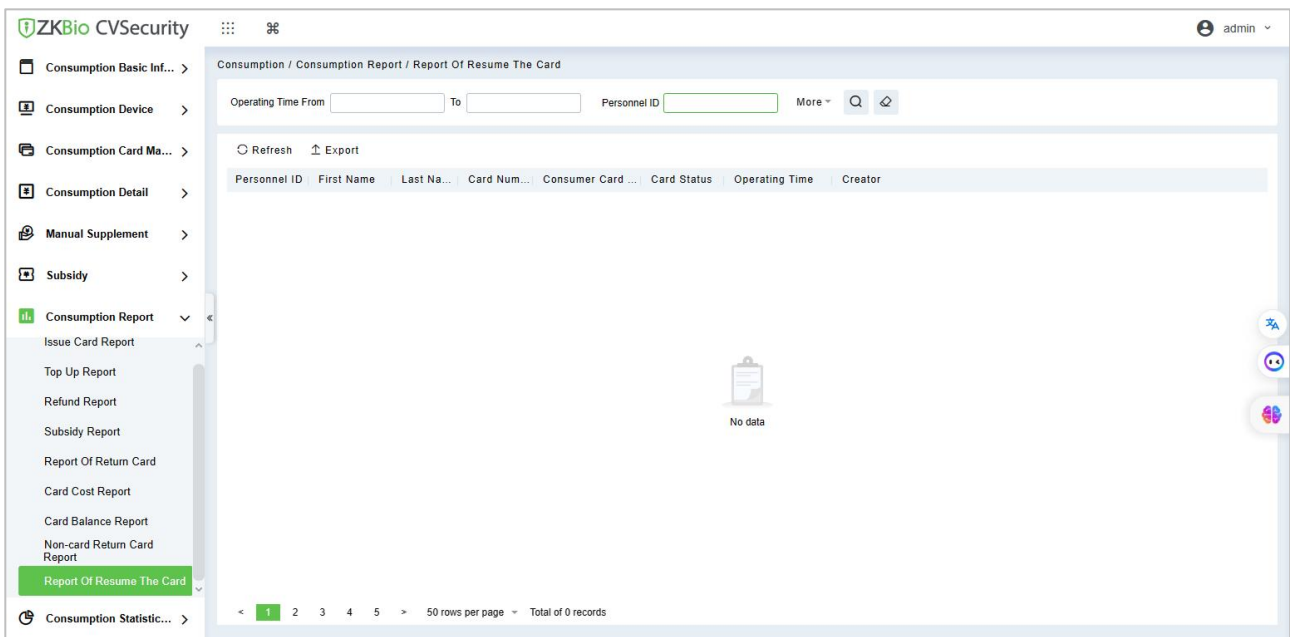 ZKBio CVSecurity
admin
Consumption Basic Inf...
Consumption Device
Consumption Card Ma...
Consumption Detail
Manual Supplement
Subsidy
Consumption Report
Issue Card Report
Top Up Report
Refund Report
Subsidy Report
Report Of Return Card
Card Cost Report
Card Balance Report
Non-card Return Card
Report
Report Of Resume The Card
Consumption Statistic...
Consumption / Consumption Report / Report Of Resume The Card
Operating Time From To Personnel ID More
Refresh Export
Personnel ID First Name Last Na... Card Num... Consumer Card ... Card Status Operating Time Creator
No data
< 1 2 3 4 5 > 50 rows per page Total of 0 records